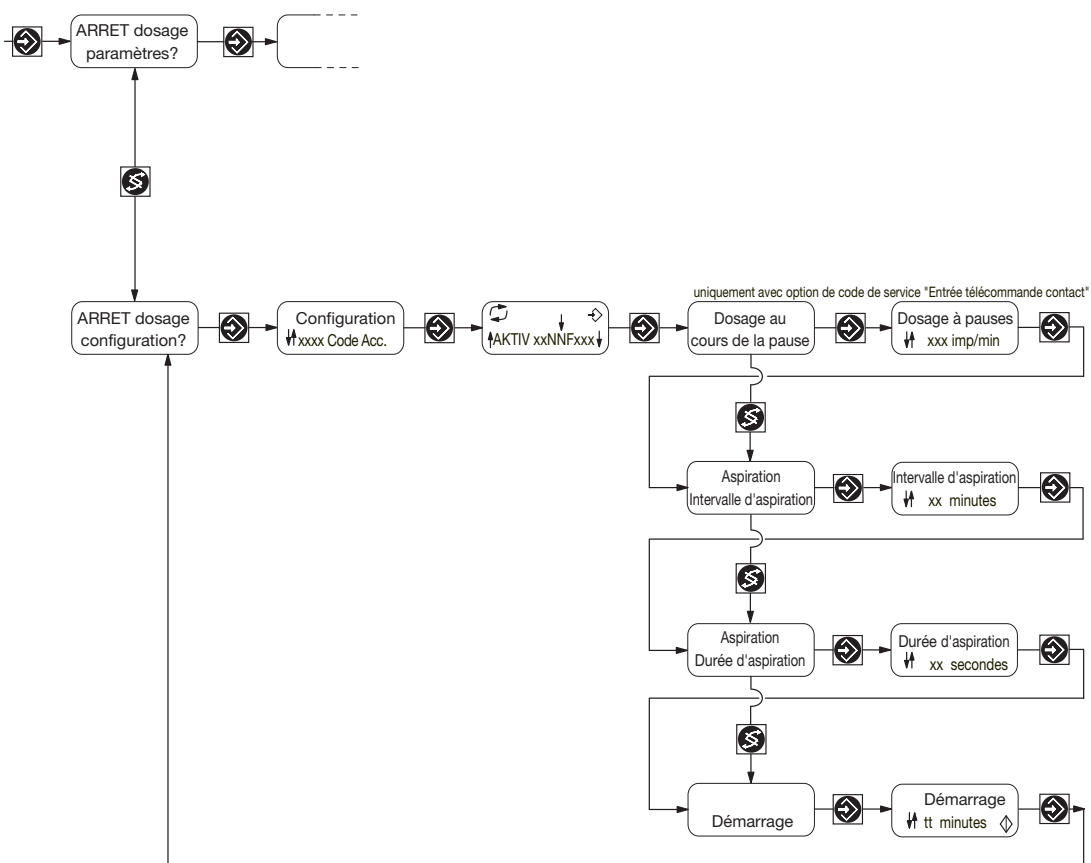 ARRET dosage
paramètres?
ARRET dosage
configuration?
Configuration
xxxx Code Acc.
AKTIV xxNNFxxx
uniquement avec option de code de service "Entrée télécommande contact"
Dosage au
cours de la pause
Dosage à pauses
xxx imp/min
Aspiration
Intervalle d'aspiration
Intervalle d'aspiration
xx minutes
Aspiration
Durée d'aspiration
Durée d'aspiration
xx secondes
Démarrage
Démarrage
tt minutes